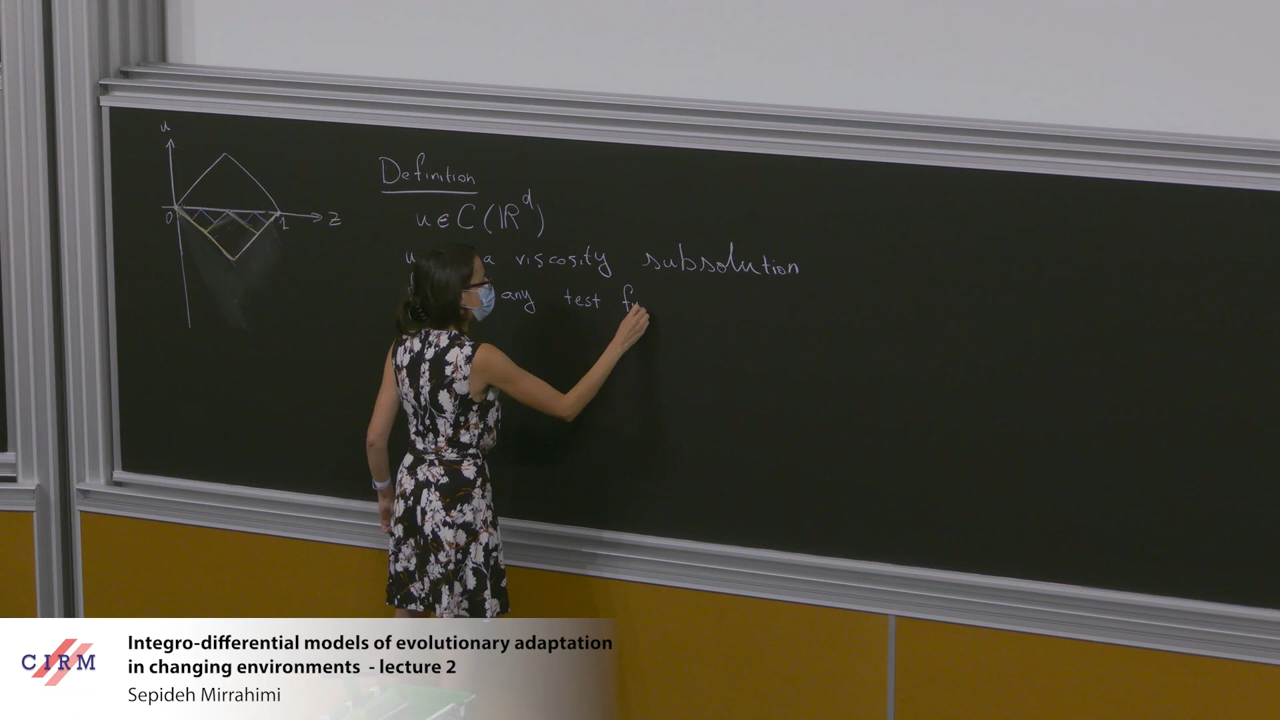 u
0
1
z
Definition
u ∈ C(ℝ^d)
u a viscosity subsolution
any test f
CIRM
Integro-differential models of evolutionary adaptation
in changing environments - lecture 2
Sepideh Mirrahimi